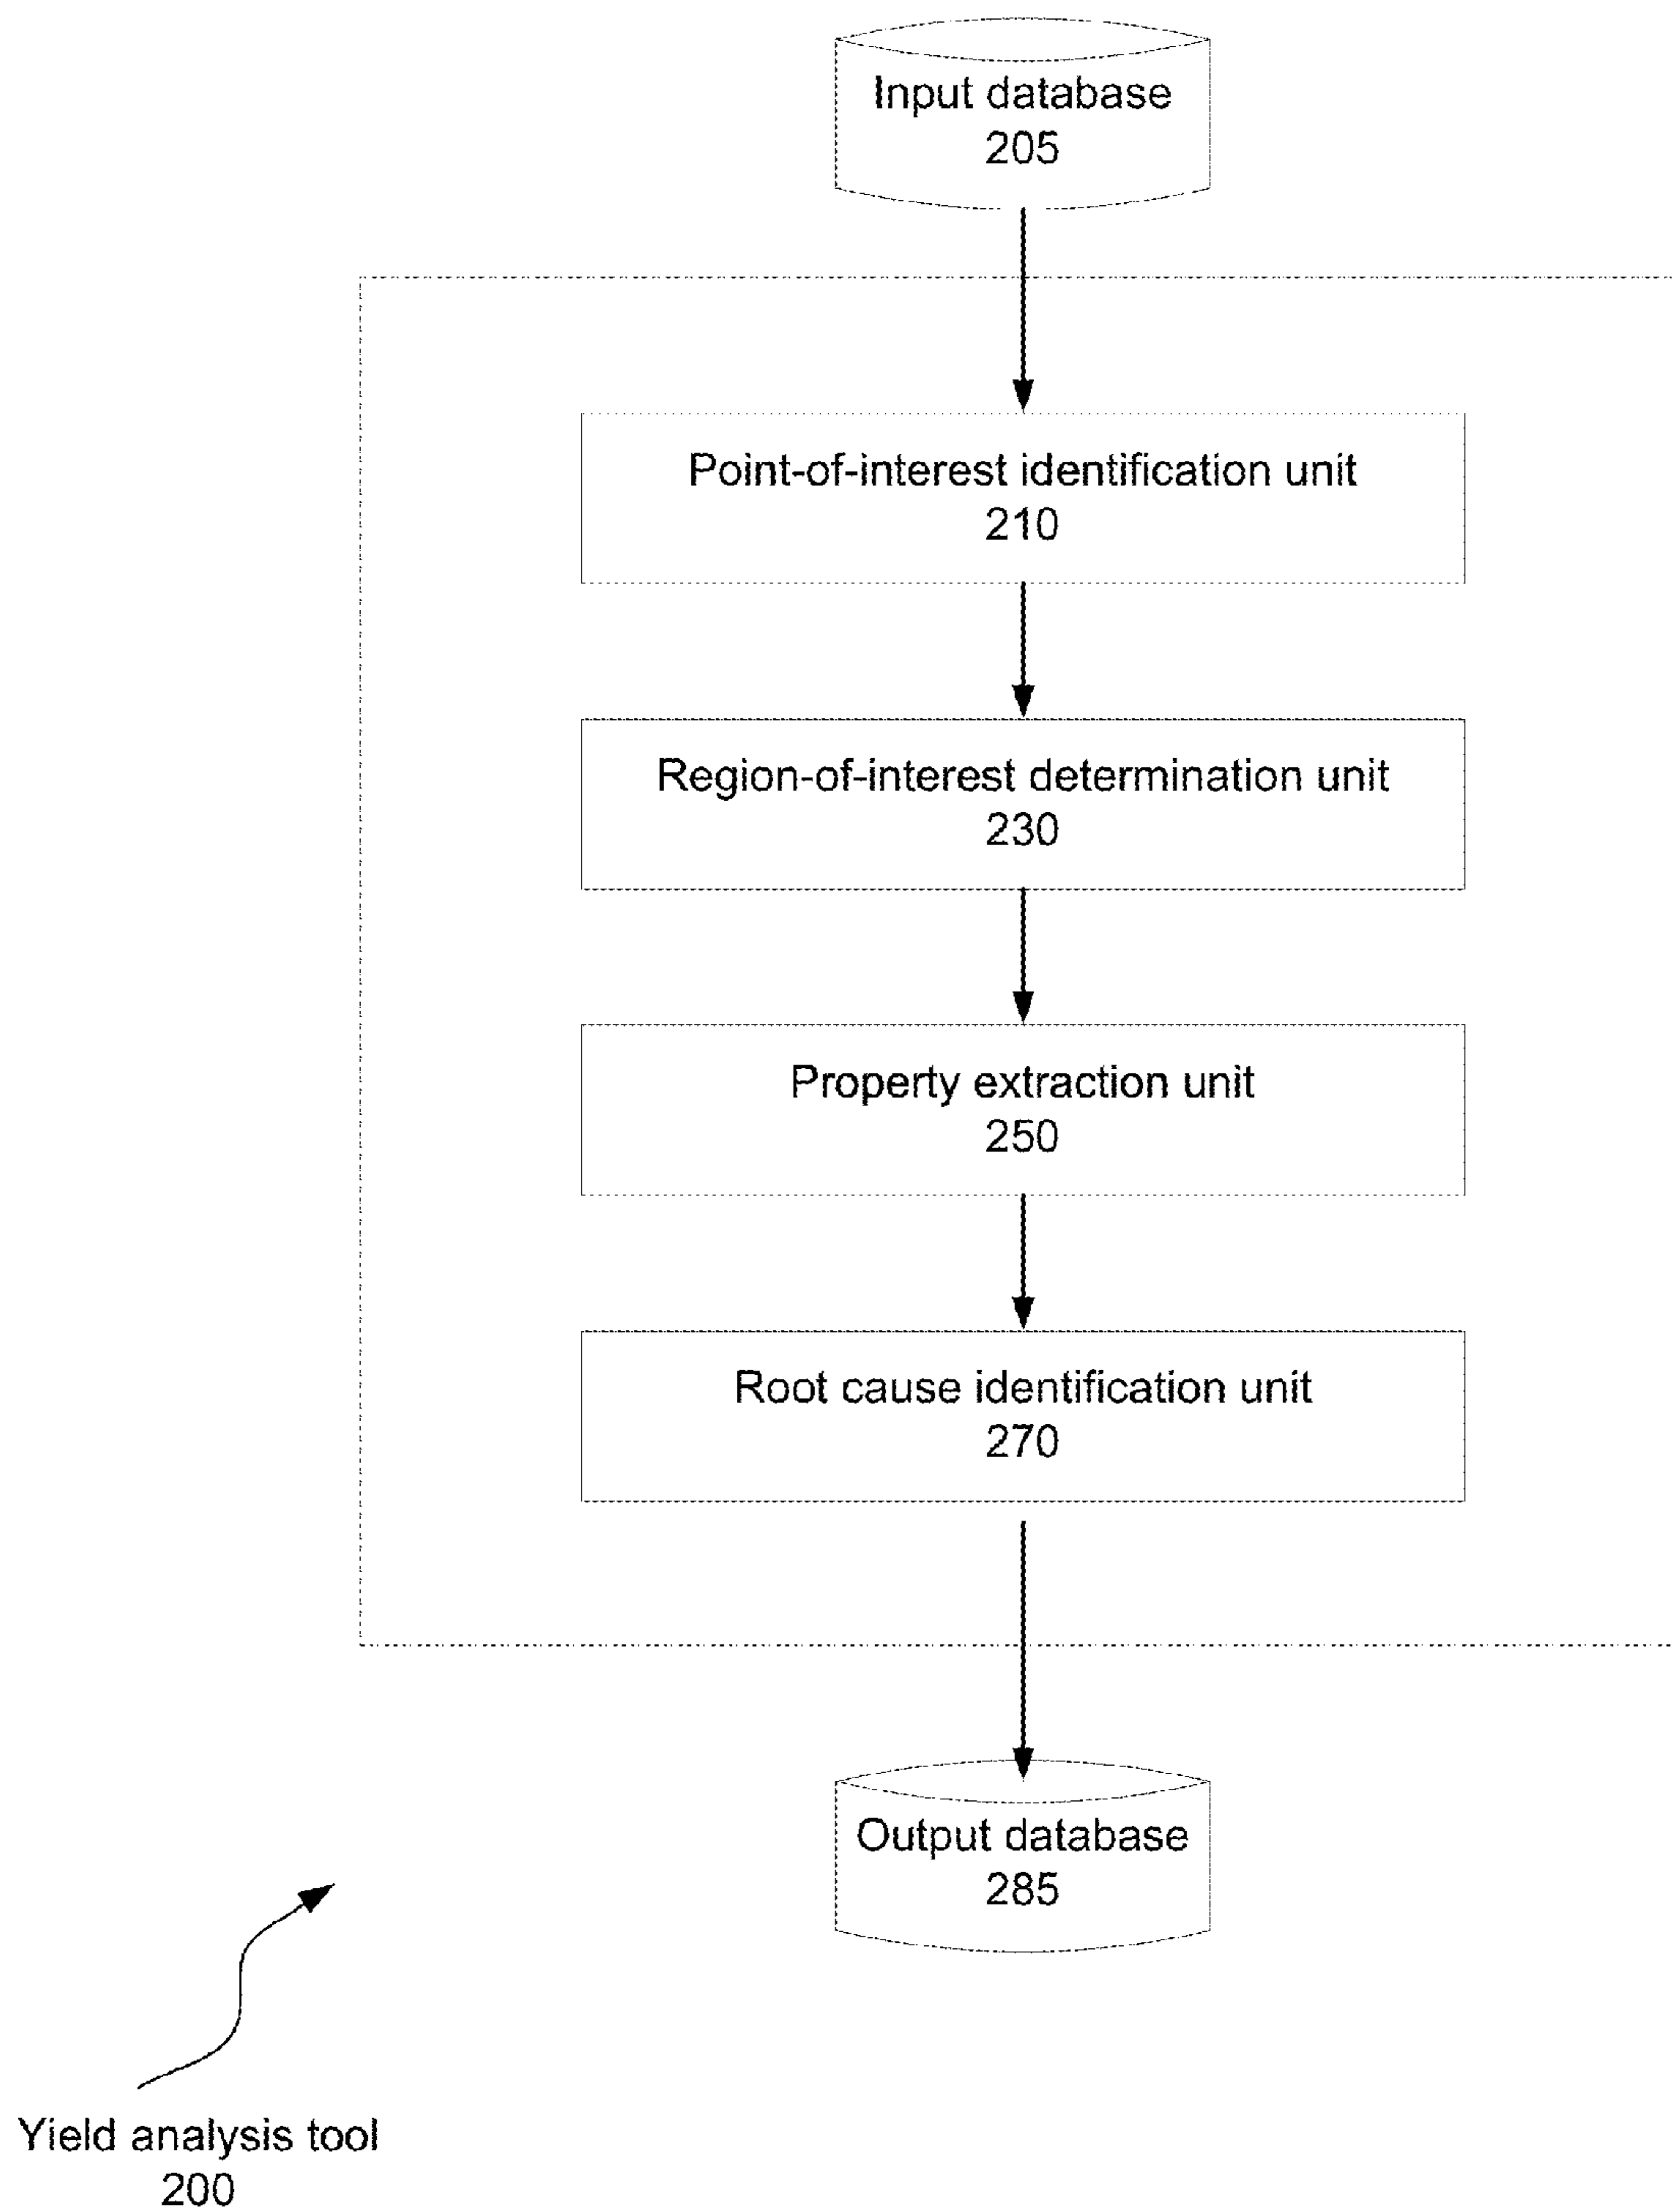 Input database
205
Point-of-interest identification unit
210
Region-of-interest determination unit
230
Property extraction unit
250
Root cause identification unit
270
Output database
285
Yield analysis tool
200